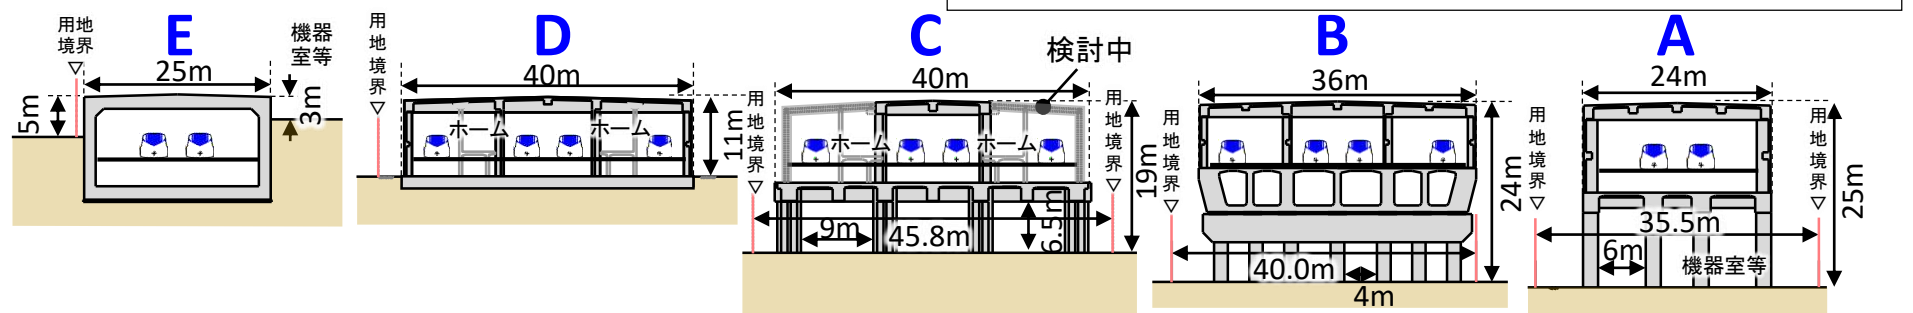 E
用地
境界
▽
機器
室等
25m
5m
3m
D
用地境界
▽
40m
ホーム
ホーム
11m
C
検討中
40m
用地境界
▽
ホーム
ホーム
用地境界
▽
19m
9m
45.8m
6.5m
B
36m
用地境界
▽
24m
40.0m
4m
A
24m
用地境界
▽
用地境界
▽
25m
35.5m
6m
機器室等